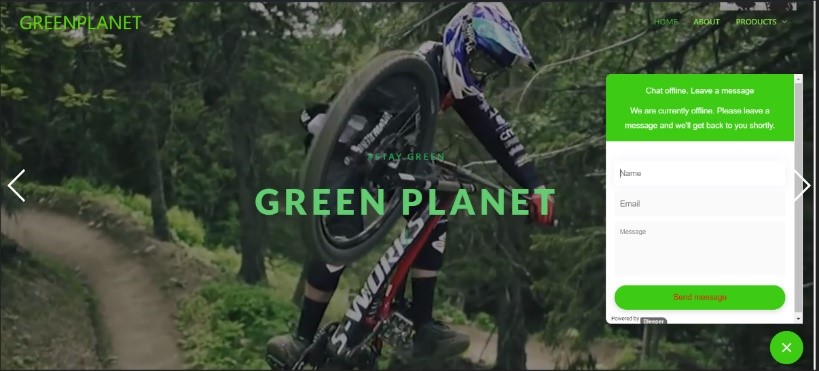 GREENPLANET
HOME ABOUT PRODUCTS
Chat offline. Leave a message
We are currently offline. Please leave a
message and we'll get back to you shortly.
#STAY GREEN
GREEN PLANET
S-WORKS
Name
Email
Message
Send message
Powered by